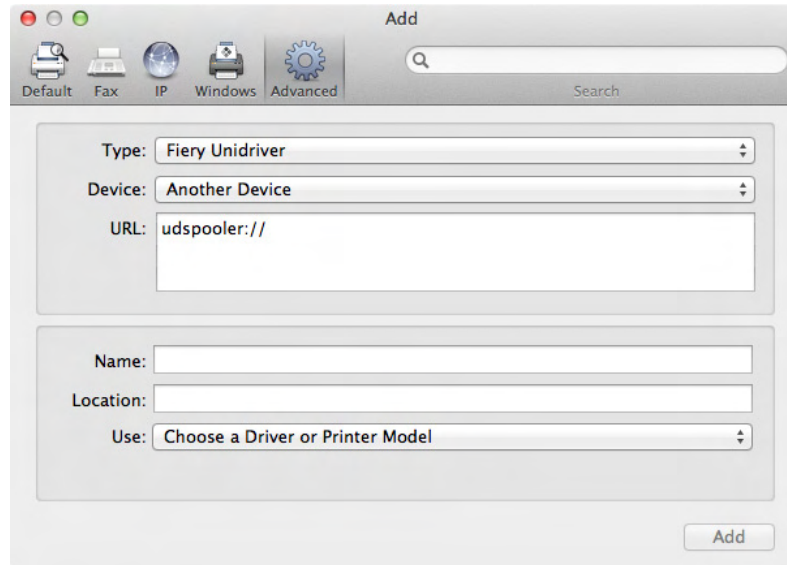 Add
Default Fax IP Windows Advanced Search
Type: Fiery Unidriver
Device: Another Device
URL: udspooler://
Name:
Location:
Use: Choose a Driver or Printer Model
Add